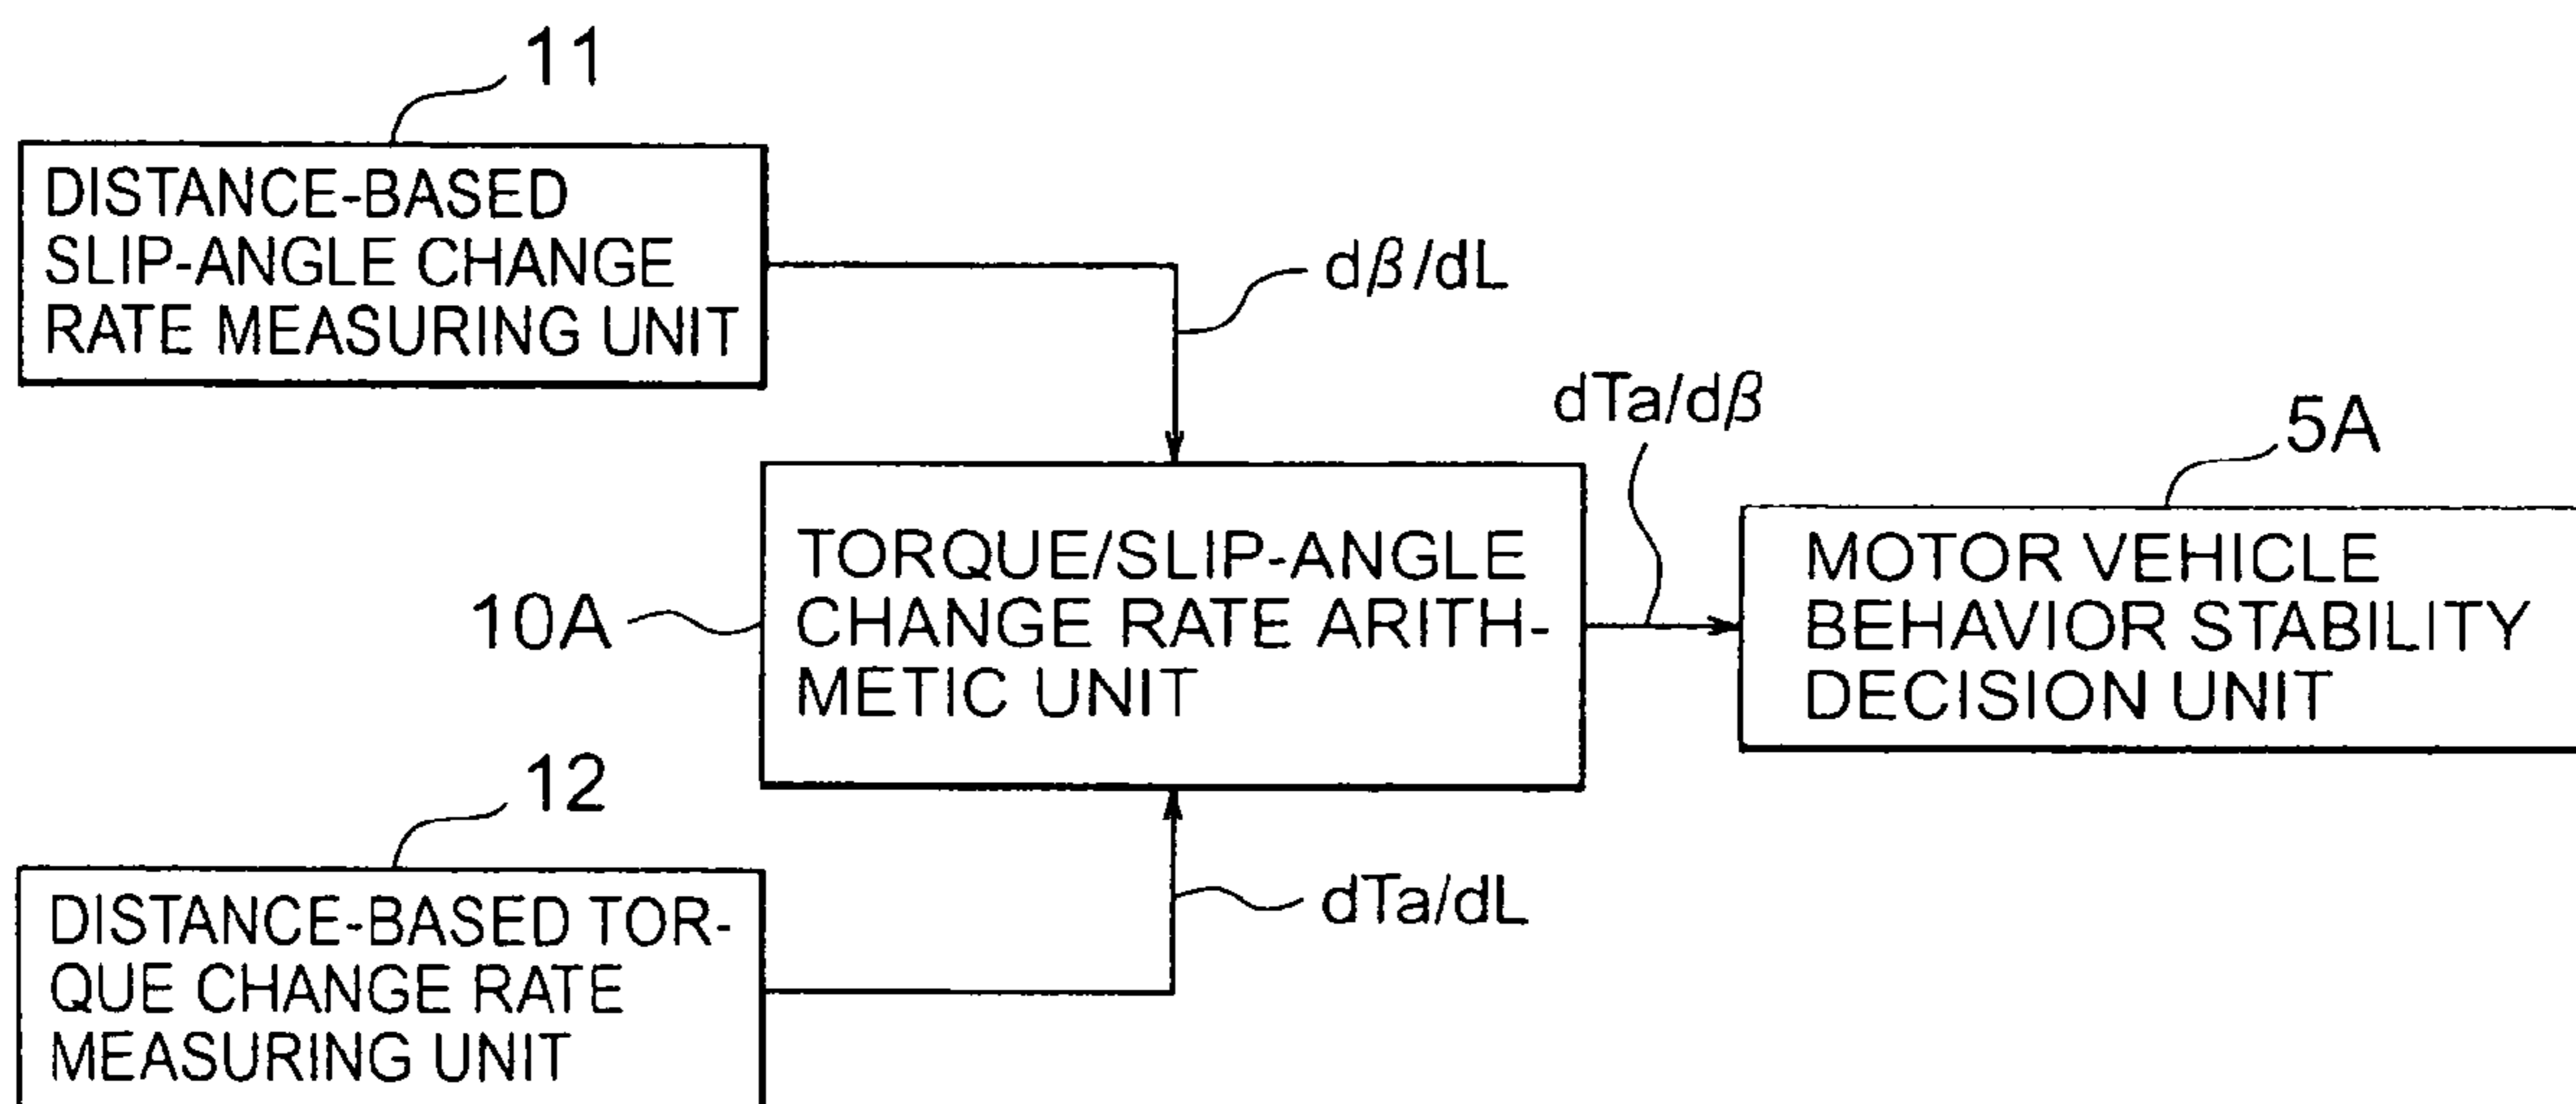 11
DISTANCE-BASED
SLIP-ANGLE CHANGE
RATE MEASURING UNIT
dβ/dL
dTa/dβ
5A
10A
TORQUE/SLIP-ANGLE
CHANGE RATE ARITH-
METIC UNIT
MOTOR VEHICLE
BEHAVIOR STABILITY
DECISION UNIT
12
DISTANCE-BASED TOR-
QUE CHANGE RATE
MEASURING UNIT
dTa/dL